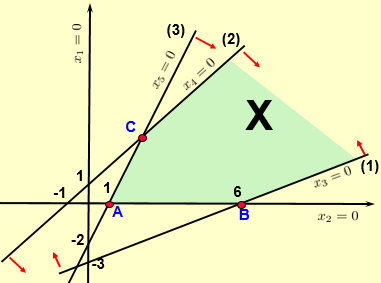 (3)
(2)
x₁ = 0
x₅ = 0
x₄ = 0
X
C
(1)
1
-1
1
6
x₃ = 0
A
B
x₂ = 0
-2
-3